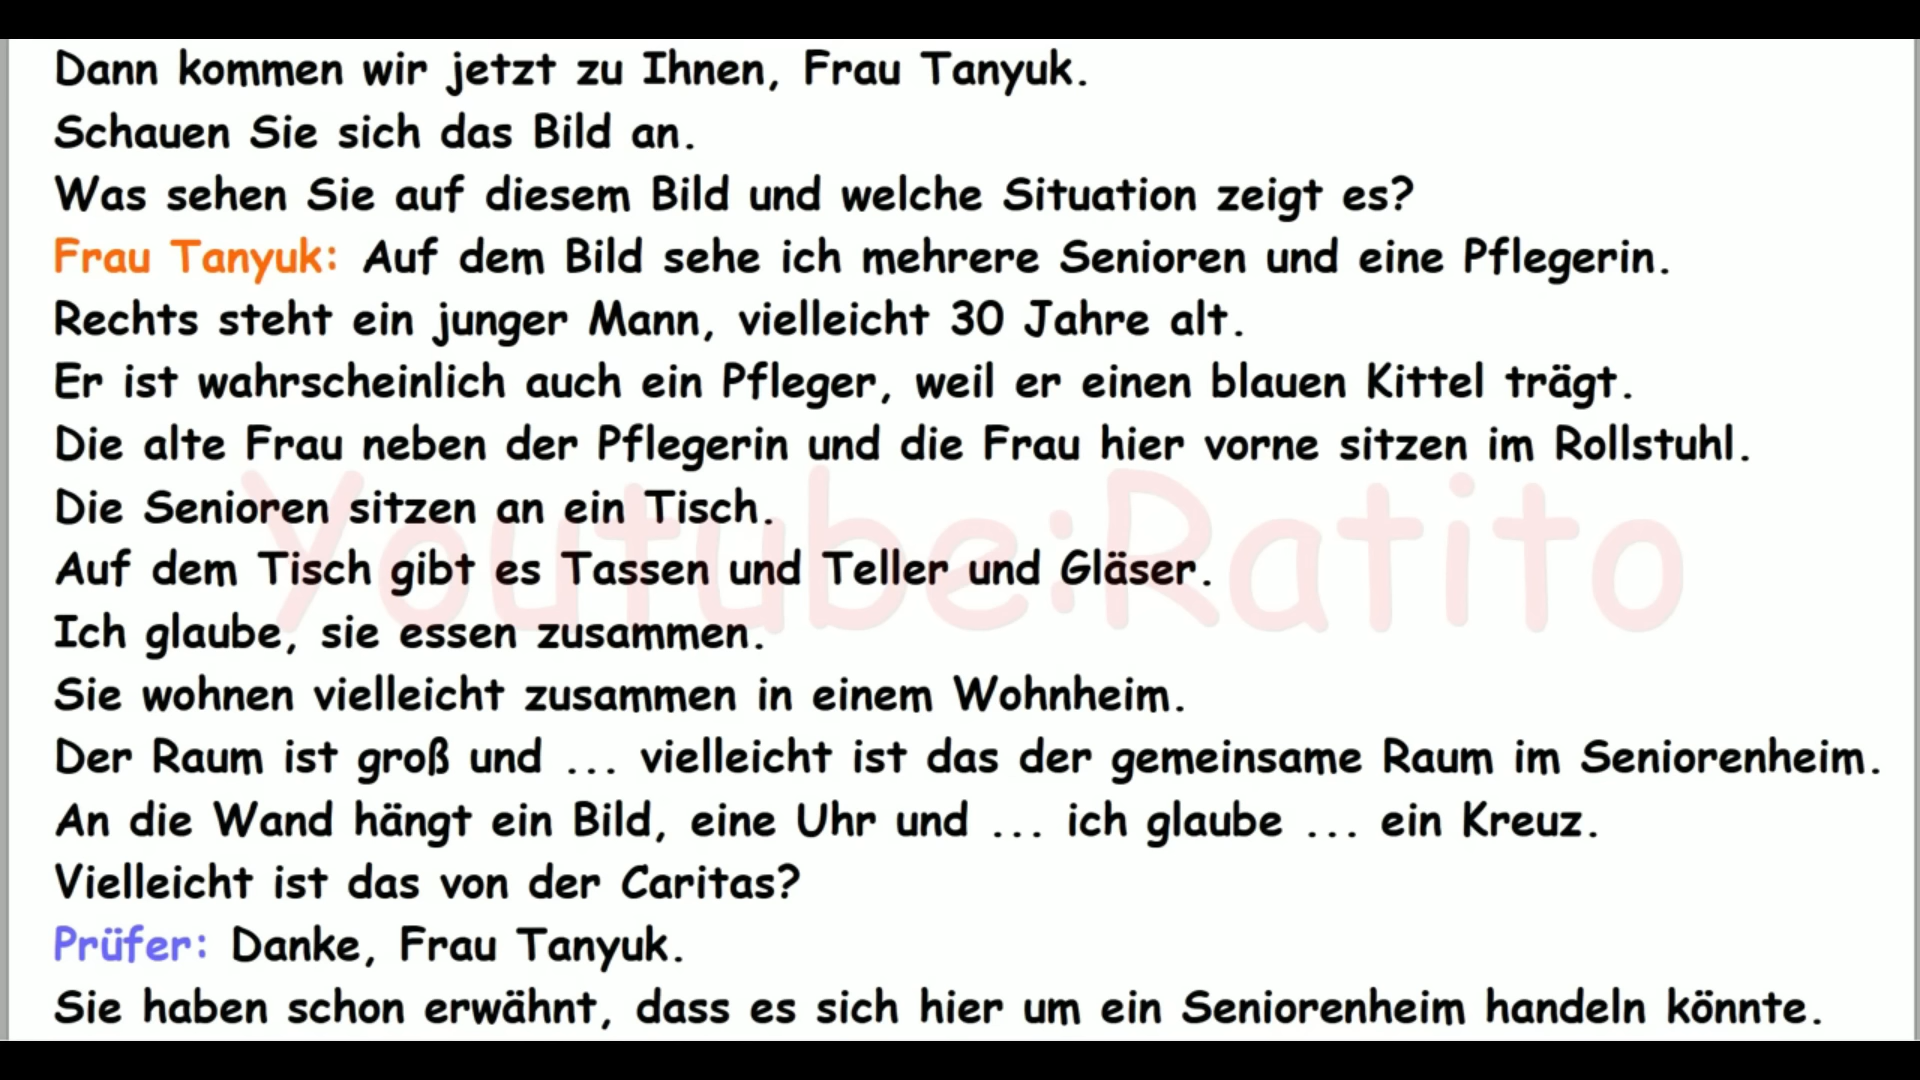 Dann kommen wir jetzt zu Ihnen, Frau Tanyuk.
Schauen Sie sich das Bild an.
Was sehen Sie auf diesem Bild und welche Situation zeigt es?
Frau Tanyuk: Auf dem Bild sehe ich mehrere Senioren und eine Pflegerin.
Rechts steht ein junger Mann, vielleicht 30 Jahre alt.
Er ist wahrscheinlich auch ein Pfleger, weil er einen blauen Kittel trägt.
Die alte Frau neben der Pflegerin und die Frau hier vorne sitzen im Rollstuhl.
Die Senioren sitzen an ein Tisch.
Youtube:Ratito
Auf dem Tisch gibt es Tassen und Teller und Gläser.
Ich glaube, sie essen zusammen.
Sie wohnen vielleicht zusammen in einem Wohnheim.
Der Raum ist groß und ... vielleicht ist das der gemeinsame Raum im Seniorenheim.
An die Wand hängt ein Bild, eine Uhr und ... ich glaube ... ein Kreuz.
Vielleicht ist das von der Caritas?
Prüfer: Danke, Frau Tanyuk.
Sie haben schon erwähnt, dass es sich hier um ein Seniorenheim handeln könnte.